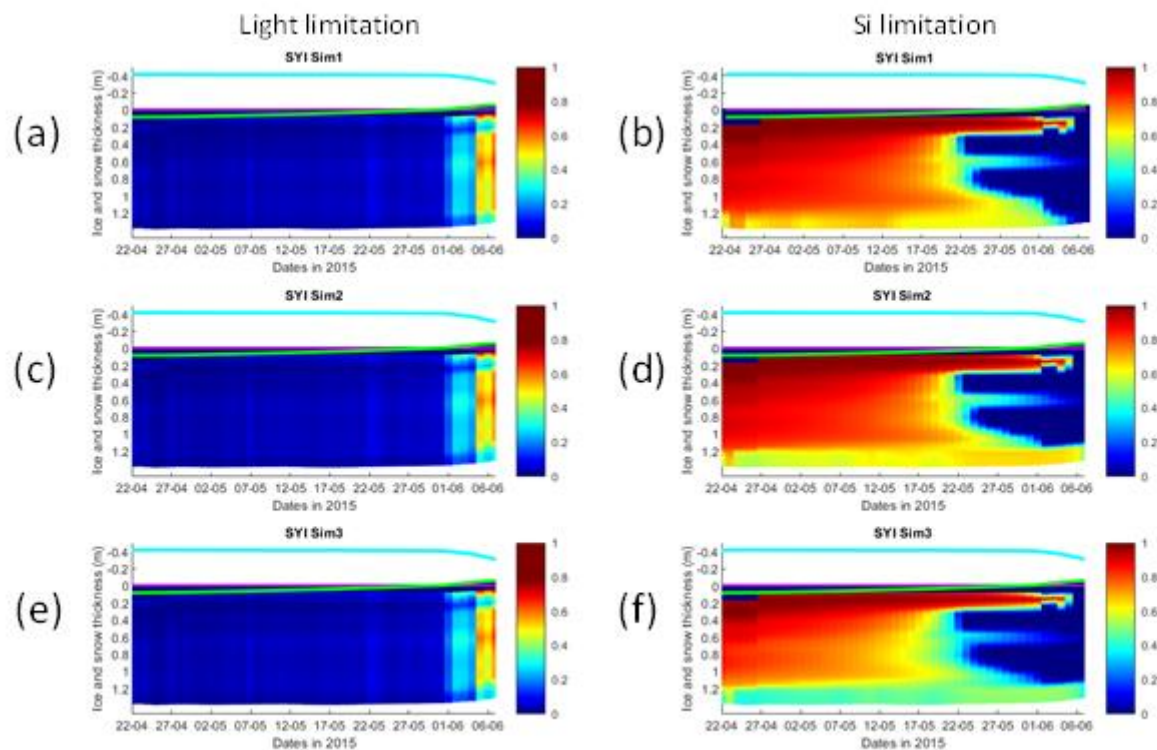 Light limitation
Si limitation
(a)
SYI Sim1
Ice and snow thickness (m)
-0.4
-0.2
0
0.2
0.4
0.6
0.8
1
1.2
22-04 27-04 02-05 07-05 12-05 17-05 22-05 27-05 01-06 06-06
Dates in 2015
1
0.8
0.6
0.4
0.2
0
(b)
SYI Sim1
Ice and snow thickness (m)
-0.4
-0.2
0
0.2
0.4
0.6
0.8
1
1.2
22-04 27-04 02-05 07-05 12-05 17-05 22-05 27-05 01-06 06-06
Dates in 2015
1
0.8
0.6
0.4
0.2
0
(c)
SYI Sim2
Ice and snow thickness (m)
-0.4
-0.2
0
0.2
0.4
0.6
0.8
1
1.2
22-04 27-04 02-05 07-05 12-05 17-05 22-05 27-05 01-06 06-06
Dates in 2015
1
0.8
0.6
0.4
0.2
0
(d)
SYI Sim2
Ice and snow thickness (m)
-0.4
-0.2
0
0.2
0.4
0.6
0.8
1
1.2
22-04 27-04 02-05 07-05 12-05 17-05 22-05 27-05 01-06 06-06
Dates in 2015
1
0.8
0.6
0.4
0.2
0
(e)
SYI Sim3
Ice and snow thickness (m)
-0.4
-0.2
0
0.2
0.4
0.6
0.8
1
1.2
22-04 27-04 02-05 07-05 12-05 17-05 22-05 27-05 01-06 06-06
Dates in 2015
1
0.8
0.6
0.4
0.2
0
(f)
SYI Sim3
Ice and snow thickness (m)
-0.4
-0.2
0
0.2
0.4
0.6
0.8
1
1.2
22-04 27-04 02-05 07-05 12-05 17-05 22-05 27-05 01-06 06-06
Dates in 2015
1
0.8
0.6
0.4
0.2
0